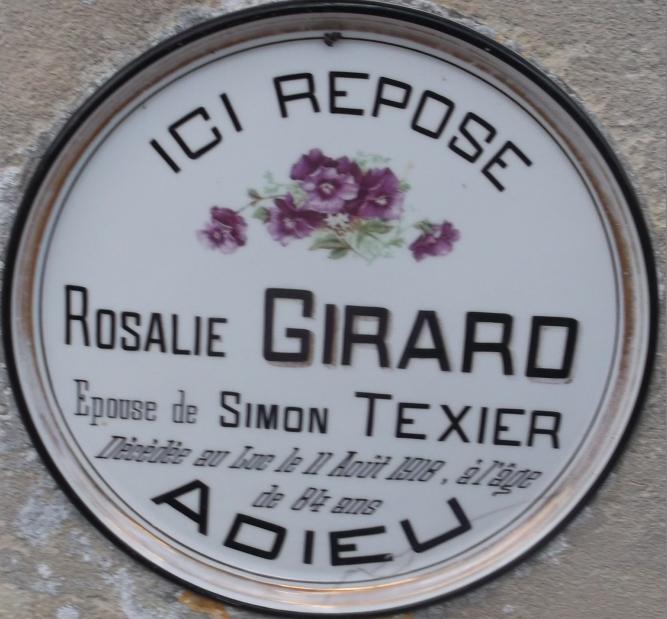 ICI REPOSE
ROSALIE GIRARD
Epouse de SIMON TEXIER
Décédée au Luc le 11 Août 1918, à l'âge
de 84 ans
ADIEU